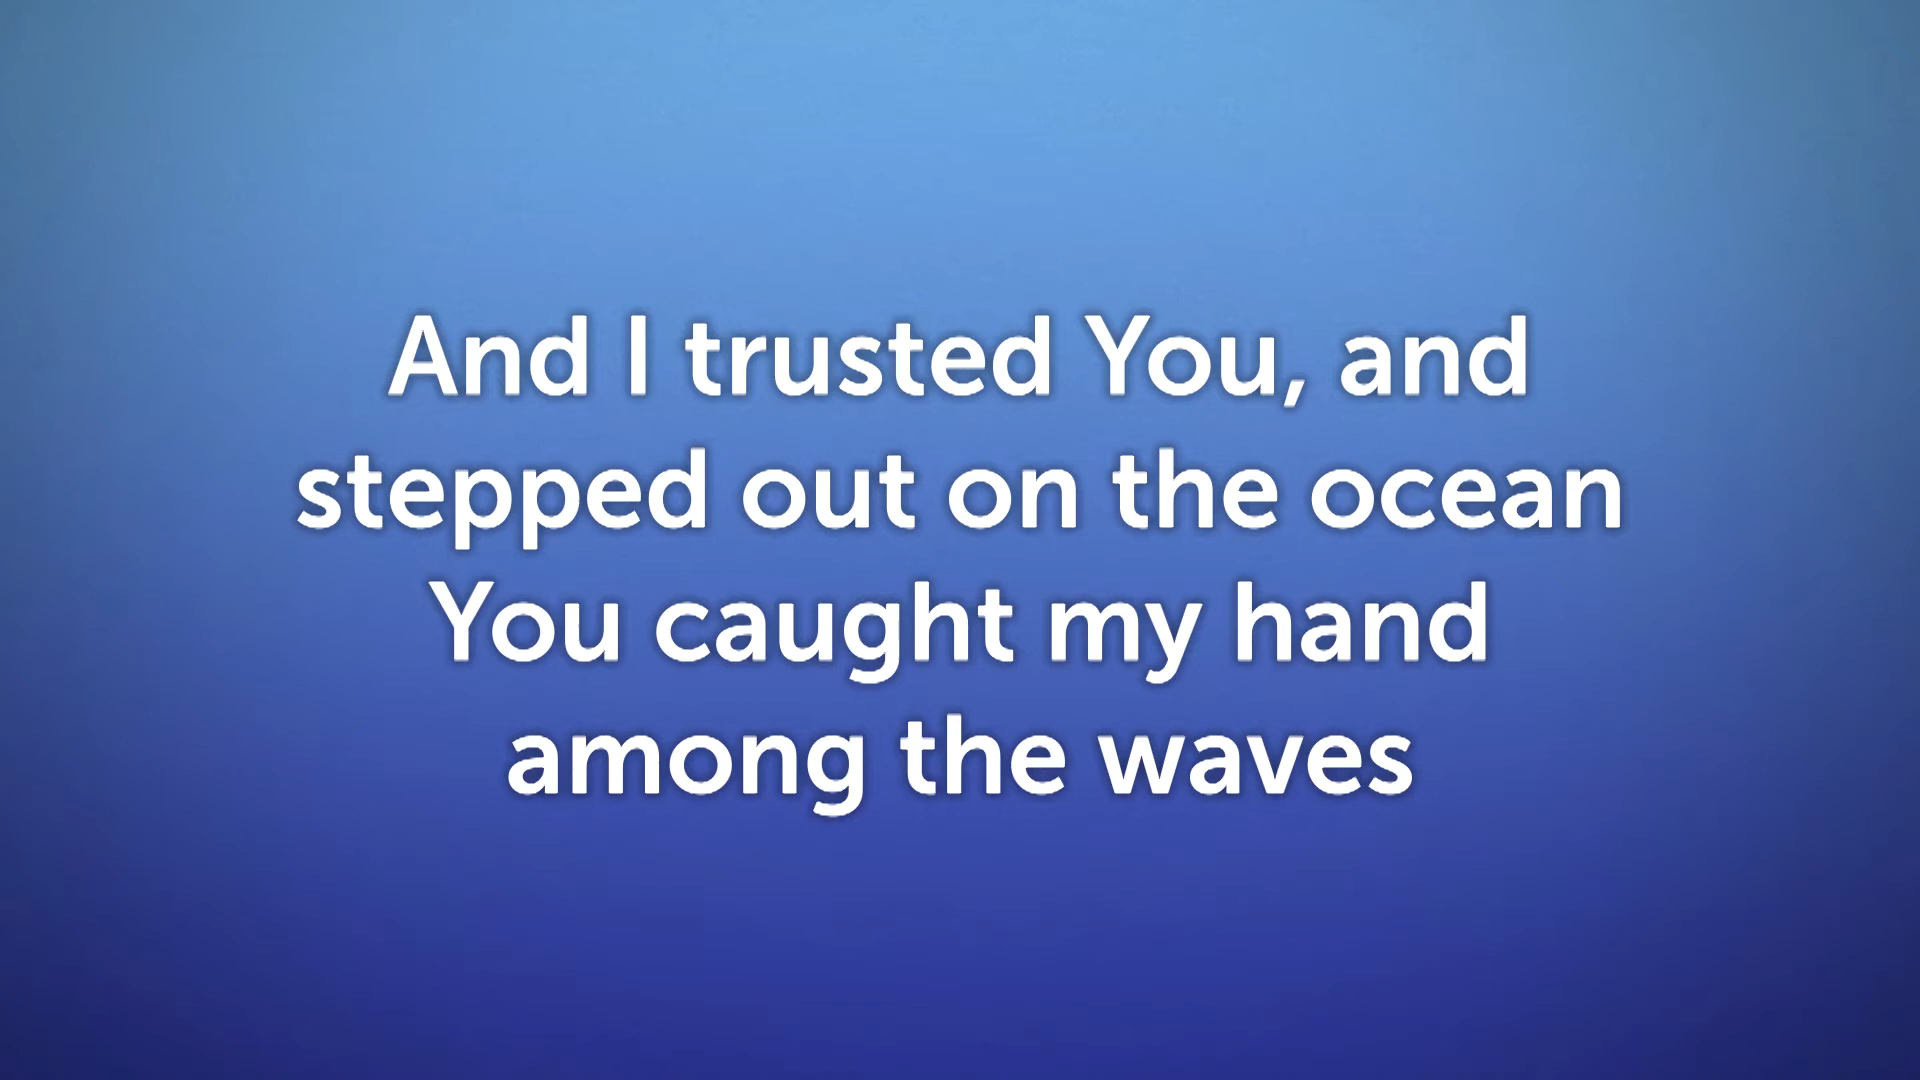 And I trusted You, and
stepped out on the ocean
You caught my hand
among the waves